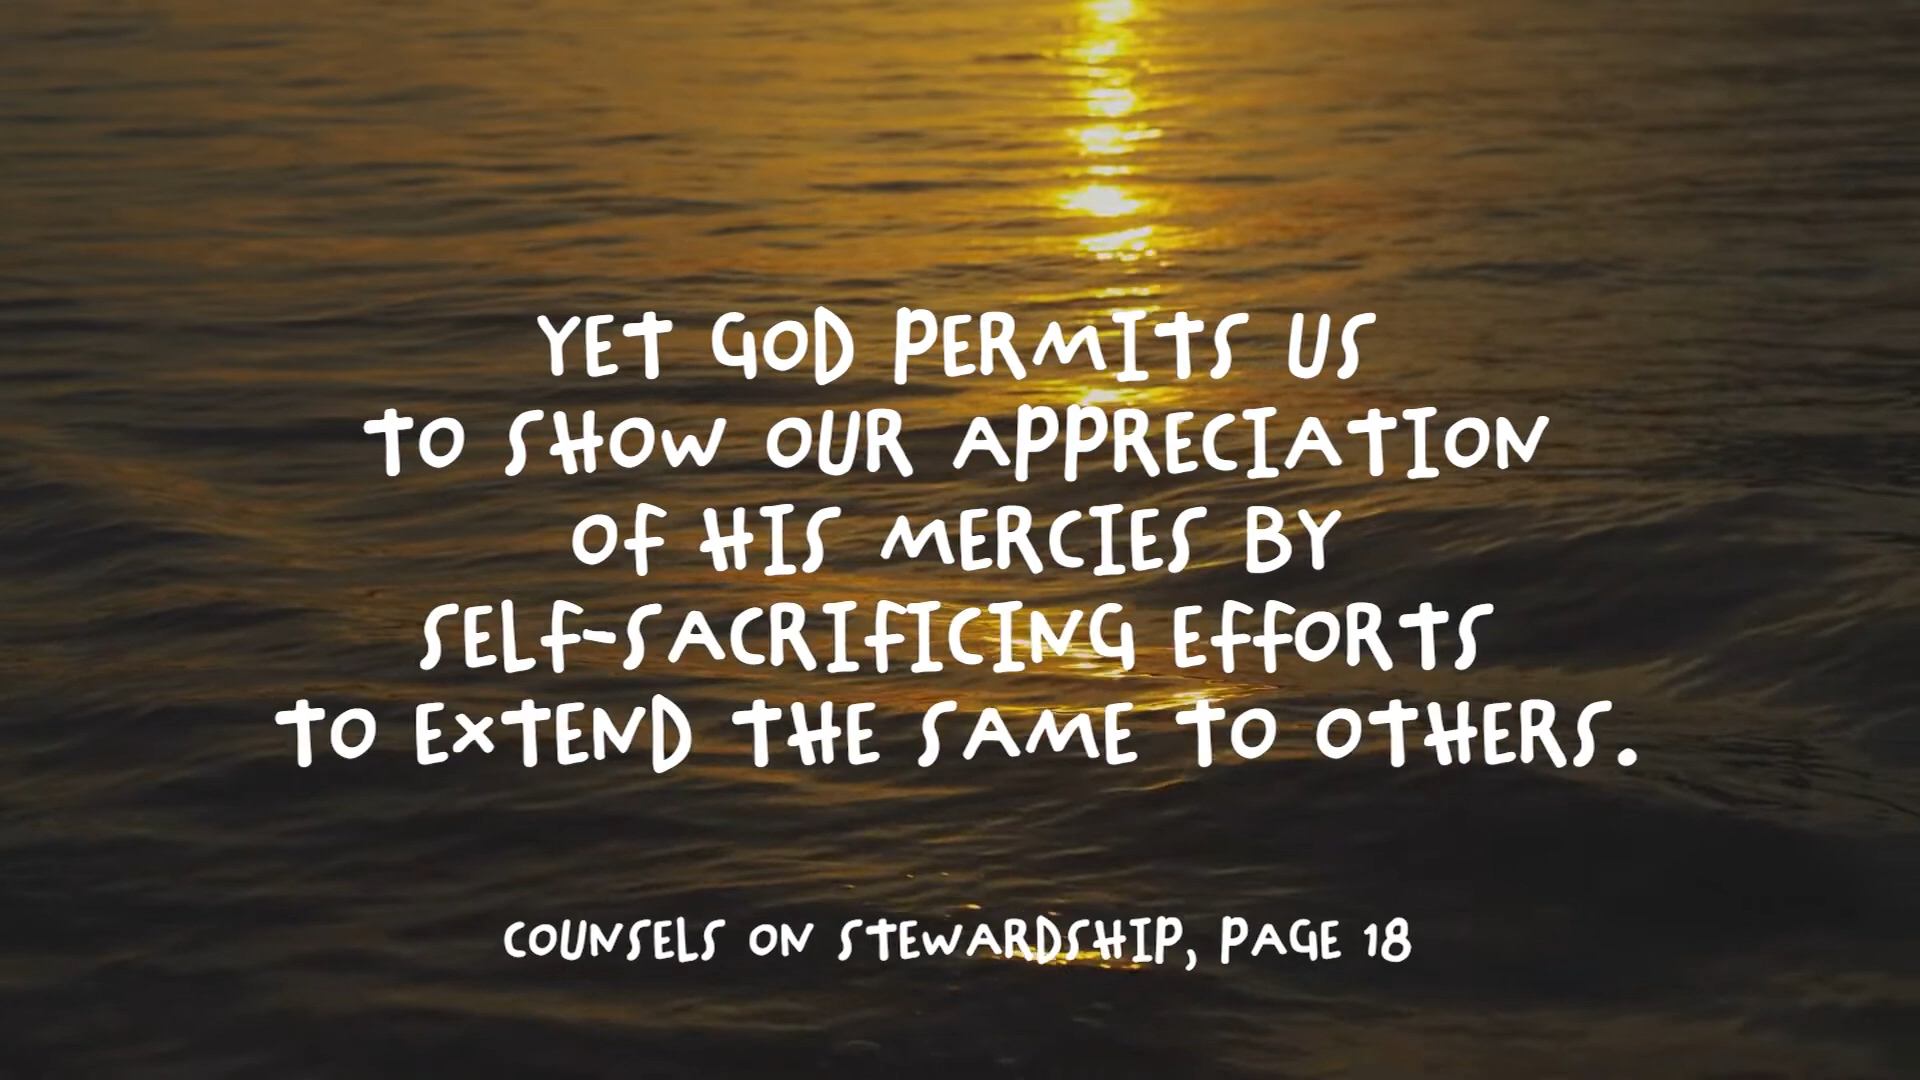 YET GOD PERMITS US
TO SHOW OUR APPRECIATION
OF HIS MERCIES BY
SELF-SACRIFICING EFFORTS
TO EXTEND THE SAME TO OTHERS.
COUNSELS ON STEWARDSHIP, PAGE 18